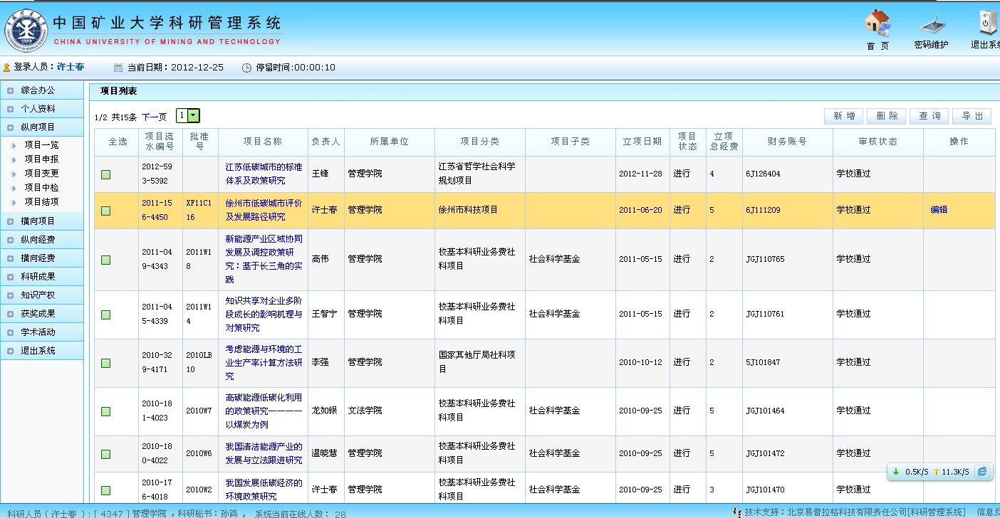 中国矿业大学科研管理系统
CHINA UNIVERSITY OF MINING AND TECHNOLOGY
首 页
密码维护
退出系
登录人员：许士春
当前日期：2012-12-25
停留时间:00:00:10
综合办公
个人资料
纵向项目
项目一览
项目申报
项目变更
项目中检
项目结项
横向项目
纵向经费
横向经费
科研成果
知识产权
获奖成果
学术活动
退出系统
项目列表
1/2 共15条 下一页 1
新 增
删 除
查 询
导 出
全选
项目流
水编号
批准
号
项目名称
负责人
所属单位
项目分类
项目子类
立项日期
项目
状态
立项
总经费
财务账号
审核状态
操作
2012-59
3-5392
江苏低碳城市的标准
体系及政策研究
王锋
管理学院
江苏省哲学社会科学
规划项目
2012-11-28
进行
4
6J126404
学校通过
2011-15
6-4450
XF11C1
16
徐州市低碳城市评价
及发展路径研究
许士春
管理学院
徐州市科技项目
2011-06-20
进行
5
6J111209
学校通过
编辑
2011-04
9-4343
2011W1
8
新能源产业区域协同
发展及调控政策研
究：基于长三角的实
践
高伟
管理学院
校基本科研业务费社
科项目
社会科学基金
2011-05-15
进行
2
JGJ110765
学校通过
2011-04
5-4339
2011W1
4
知识共享对企业多阶
段成长的影响机理与
对策研究
王智宁
管理学院
校基本科研业务费社
科项目
社会科学基金
2011-05-15
进行
2
JGJ110761
学校通过
2010-32
9-4171
2010LB
10
考虑能源与环境的工
业生产率计算方法研
究
李强
管理学院
国家其他厅局社科项
目
2010-10-12
进行
2
5J101847
学校通过
2010-18
1-4023
2010W7
高碳能源低碳化利用
的政策研究————
以煤炭为例
龙如银
文法学院
校基本科研业务费社
科项目
社会科学基金
2010-09-25
进行
5
JGJ101464
学校通过
2010-18
0-4022
2010W6
我国清洁能源产业的
发展与立法跟进研究
温晓慧
管理学院
校基本科研业务费社
科项目
社会科学基金
2010-09-25
进行
5
JGJ101472
学校通过
2010-17
6-4018
2010W2
我国发展低碳经济的
环境政策研究
许士春
管理学院
校基本科研业务费社
科项目
社会科学基金
2010-09-25
进行
3
JGJ101470
学校通过
0.5K/S 11.3K/S
科研人员(许士春 ):[ 4347 ]管理学院 ,科研秘书：孙鸽 , 系统当前在线人数： 28
技术支持：北京易普拉格科技有限责任公司[科研管理系统] 信息